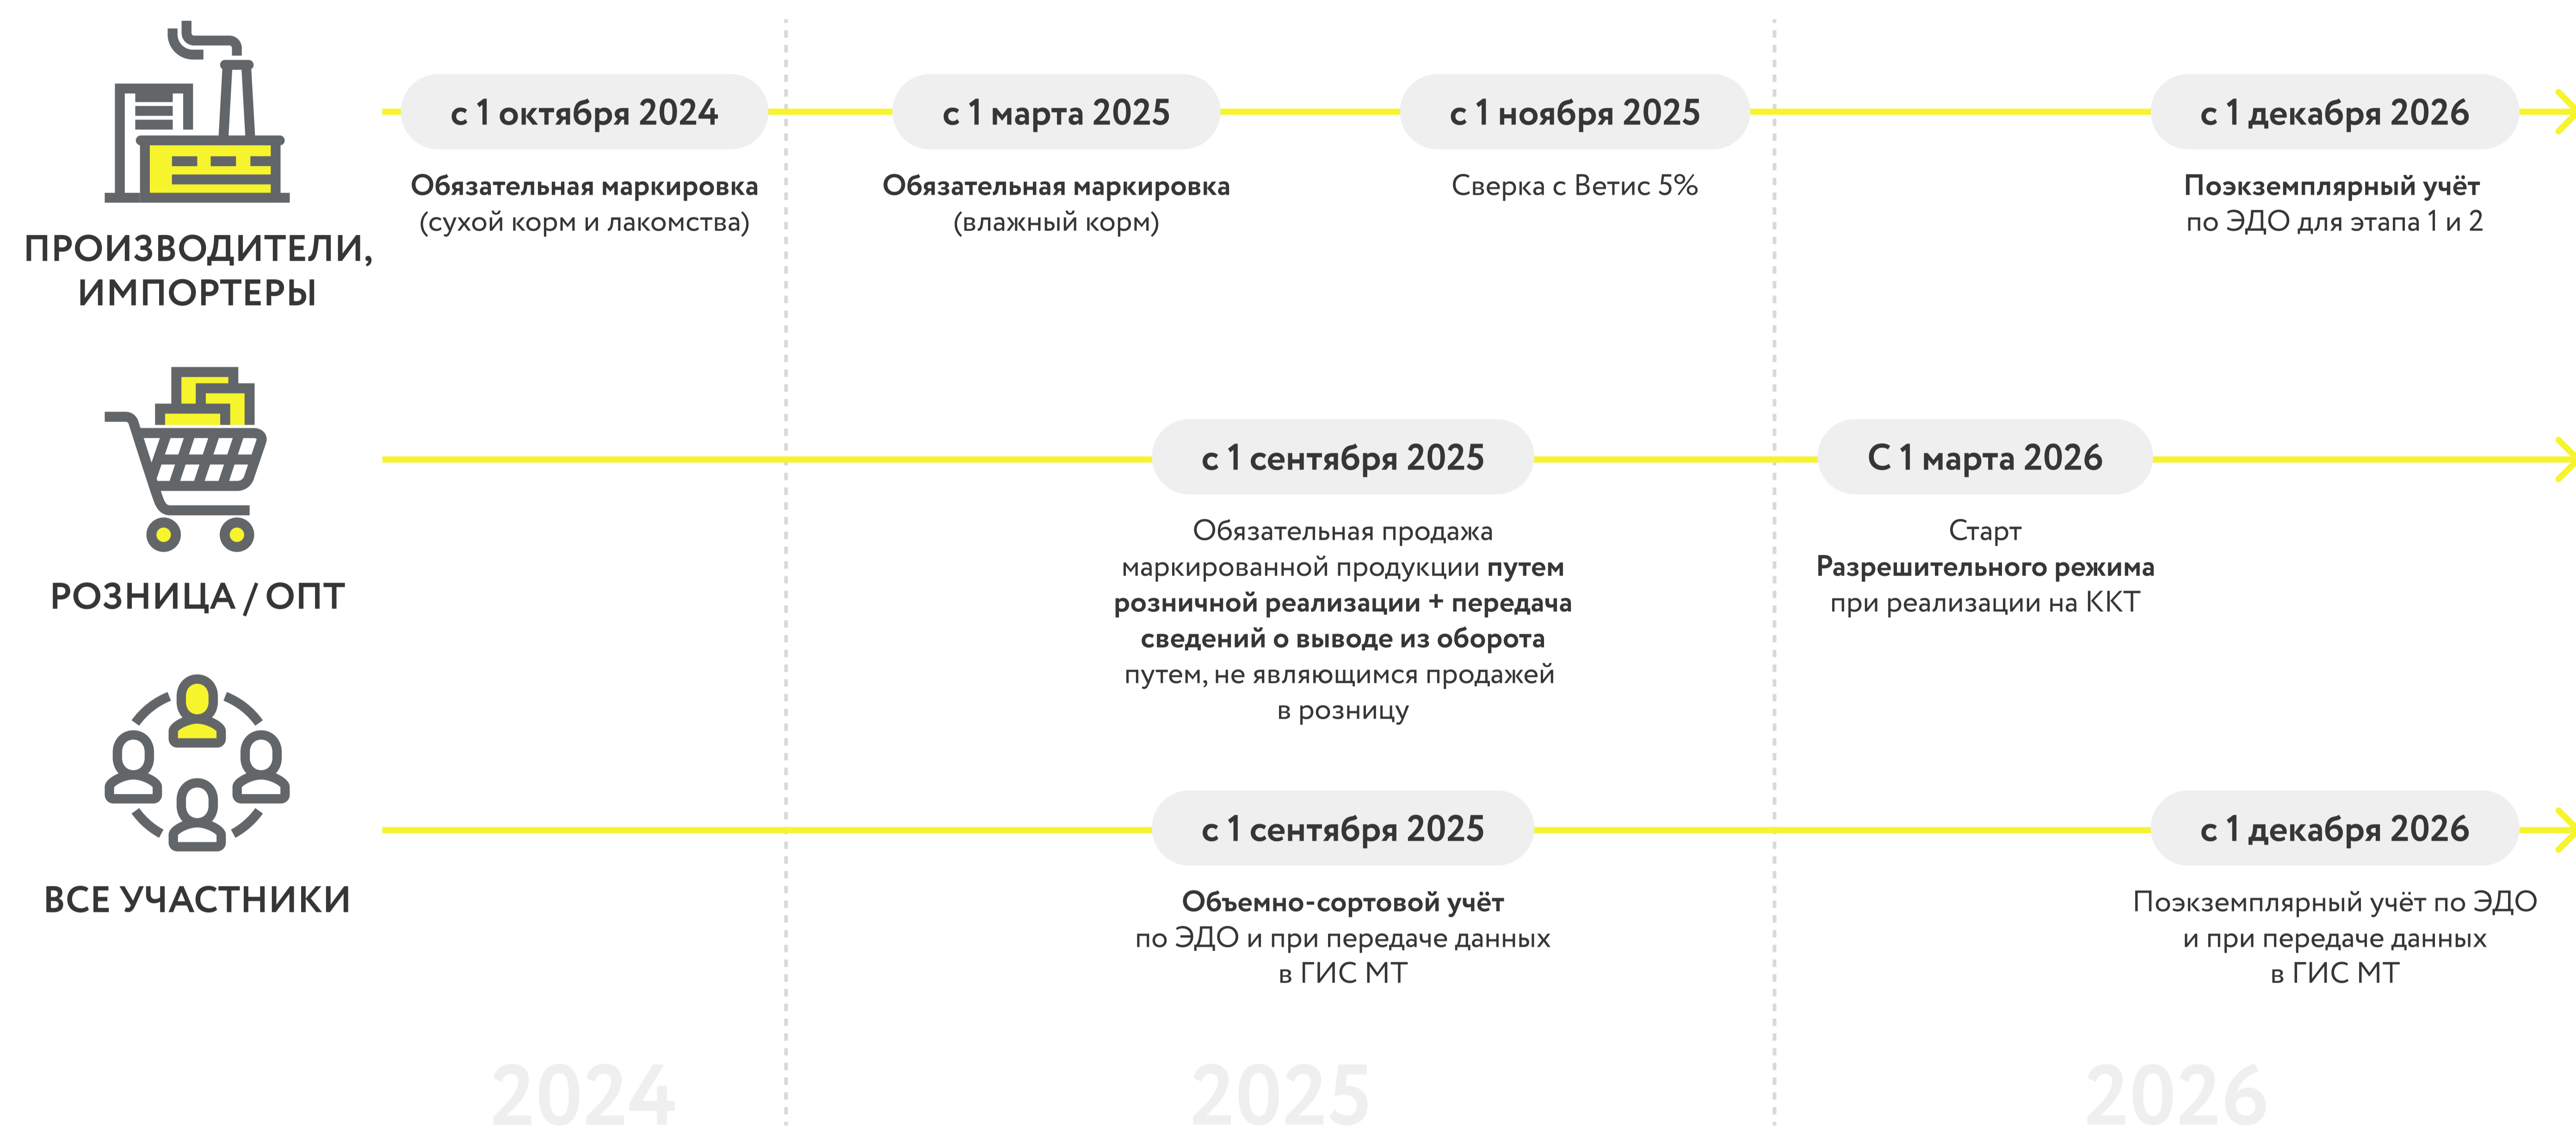 ПРОИЗВОДИТЕЛИ,
ИМПОРТЕРЫ
с 1 октября 2024
Обязательная маркировка
(сухой корм и лакомства)
с 1 марта 2025
Обязательная маркировка
(влажный корм)
с 1 ноября 2025
Сверка с Ветис 5%
с 1 декабря 2026
Поэкземплярный учёт
по ЭДО для этапа 1 и 2
РОЗНИЦА / ОПТ
с 1 сентября 2025
Обязательная продажа
маркированной продукции путем
розничной реализации + передача
сведений о выводе из оборота
путем, не являющимся продажей
в розницу
С 1 марта 2026
Старт
Разрешительного режима
при реализации на ККТ
ВСЕ УЧАСТНИКИ
с 1 сентября 2025
Объемно-сортовой учёт
по ЭДО и при передаче данных
в ГИС МТ
с 1 декабря 2026
Поэкземплярный учёт по ЭДО
и при передаче данных
в ГИС МТ
2024
2025
2026